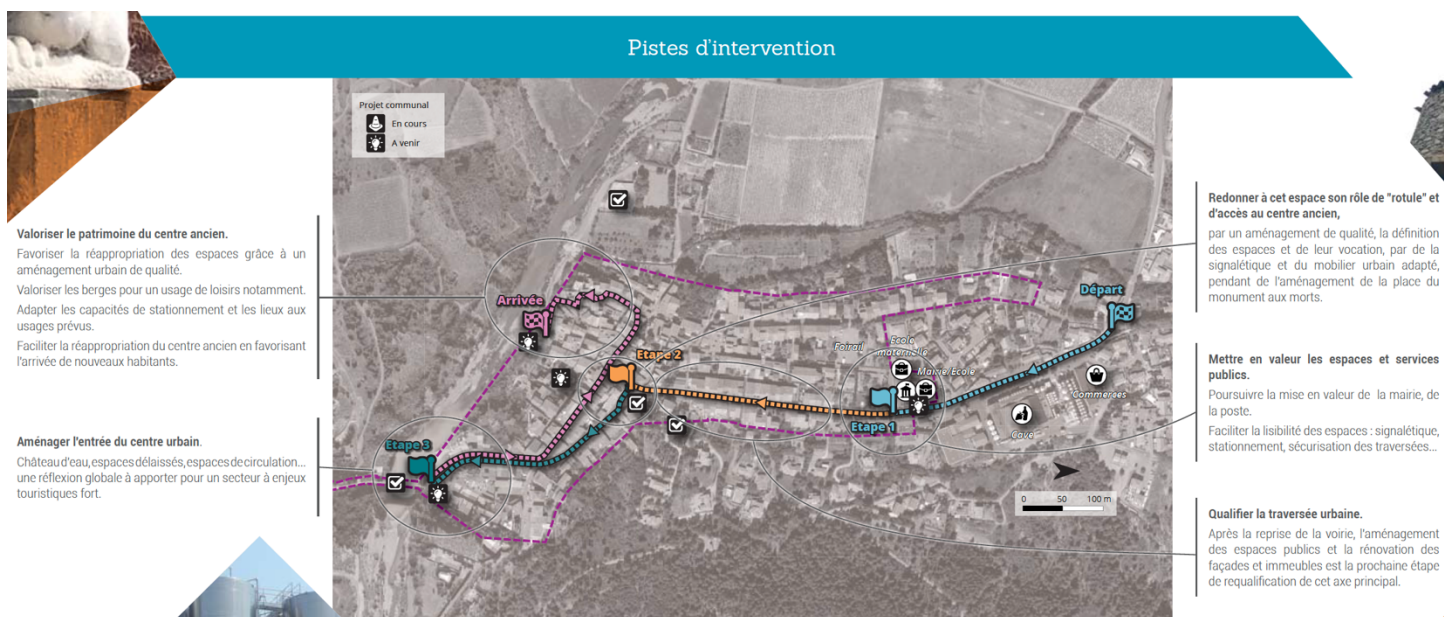 Pistes d'intervention
Projet communal
En cours
A venir
Valoriser le patrimoine du centre ancien.
Favoriser la réappropriation des espaces grâce à un
aménagement urbain de qualité.
Valoriser les berges pour un usage de loisirs notamment.
Adapter les capacités de stationnement et les lieux aux
usages prévus.
Faciliter la réappropriation du centre ancien en favorisant
l'arrivée de nouveaux habitants.
Aménager l'entrée du centre urbain.
Château d'eau, espaces délaissés, espaces de circulation...
une réflexion globale à apporter pour un secteur à enjeux
touristiques fort.
Arrivée
Etape 2
Etape 3
Foirail
Ecole
maternelle
Mairie/Ecole
Etape 1
Départ
Commerces
Cave
0 50 100 m
Redonner à cet espace son rôle de "rotule" et
d'accès au centre ancien,
par un aménagement de qualité, la définition
des espaces et de leur vocation, par de la
signalétique et du mobilier urbain adapté,
pendant de l'aménagement de la place du
monument aux morts.
Mettre en valeur les espaces et services
publics.
Poursuivre la mise en valeur de la mairie, de
la poste.
Faciliter la lisibilité des espaces : signalétique,
stationnement, sécurisation des traversées...
Qualifier la traversée urbaine.
Après la reprise de la voirie, l'aménagement
des espaces publics et la rénovation des
façades et immeubles est la prochaine étape
de requalification de cet axe principal.